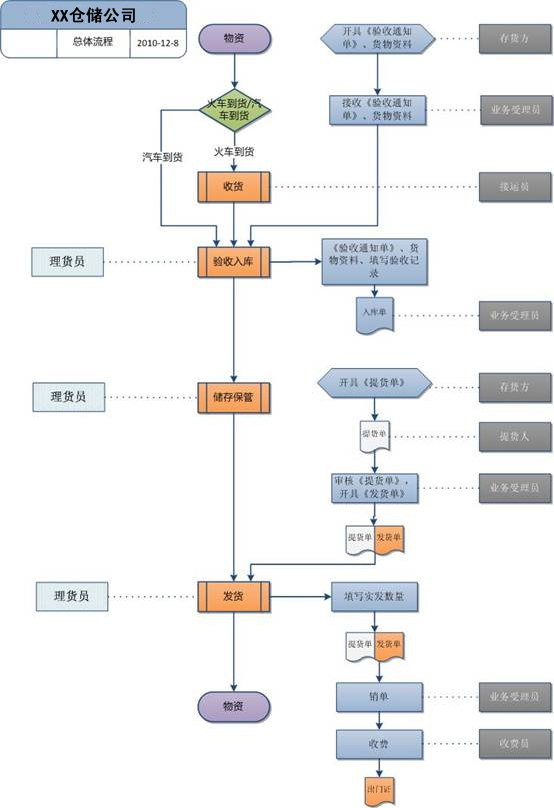 XX仓储公司
总体流程
2010-12-8
物资
开具《验收通知
单》、货物资料
存货方
火车到货/汽
车到货
接收《验收通知
单》、货物资料
业务受理员
汽车到货
火车到货
收货
接运员
理货员
验收入库
《验收通知单》、货
物资料、填写验收记
录
入库单
业务受理员
理货员
储存保管
开具《提货单》
存货方
提货单
提货人
审核《提货单》，
开具《发货单》
业务受理员
提货单
发货单
理货员
发货
填写实发数量
提货单
发货单
物资
销单
业务受理员
收费
收费员
出门证